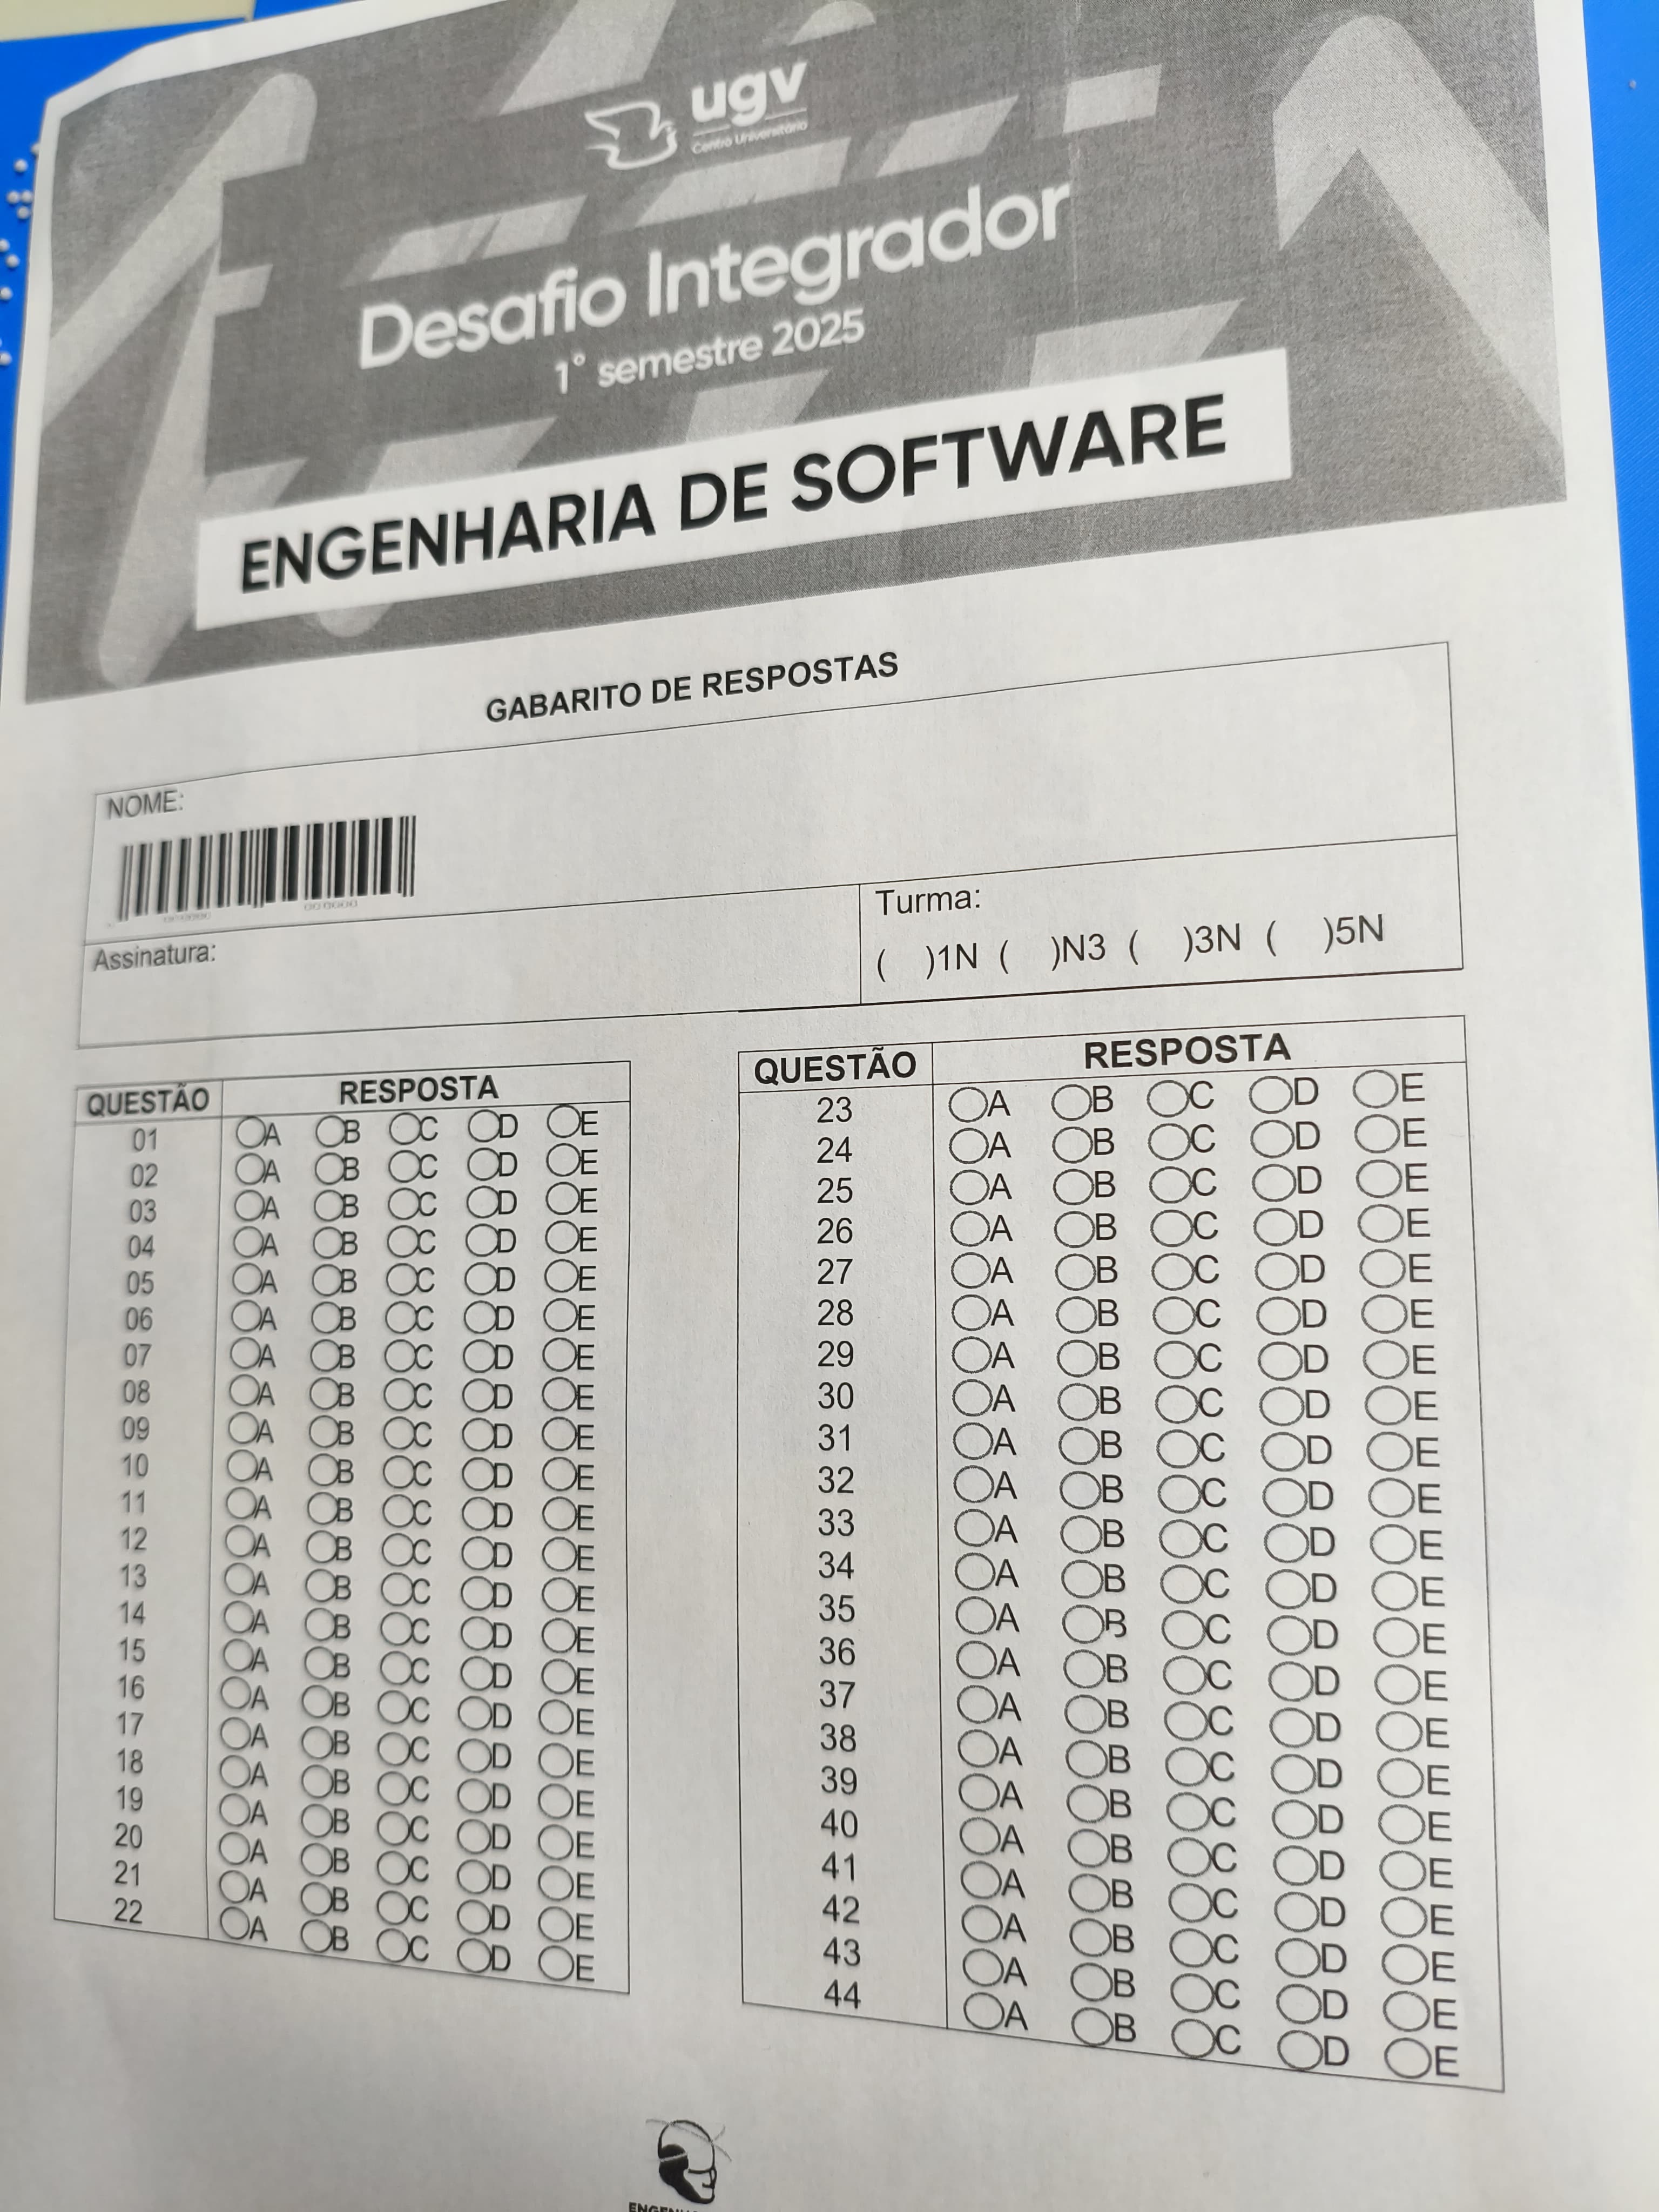 ugv
Centro Universitário
Desafio Integrador
1° semestre 2025
ENGENHARIA DE SOFTWARE
GABARITO DE RESPOSTAS
NOME:
Assinatura:
Turma:
( )1N ( )N3 ( )3N ( )5N
QUESTÃO RESPOSTA
01 A B C D E
02 A B C D E
03 A B C D E
04 A B C D E
05 A B C D E
06 A B C D E
07 A B C D E
08 A B C D E
09 A B C D E
10 A B C D E
11 A B C D E
12 A B C D E
13 A B C D E
14 A B C D E
15 A B C D E
16 A B C D E
17 A B C D E
18 A B C D E
19 A B C D E
20 A B C D E
21 A B C D E
22 A B C D E
QUESTÃO RESPOSTA
23 A B C D E
24 A B C D E
25 A B C D E
26 A B C D E
27 A B C D E
28 A B C D E
29 A B C D E
30 A B C D E
31 A B C D E
32 A B C D E
33 A B C D E
34 A B C D E
35 A B C D E
36 A B C D E
37 A B C D E
38 A B C D E
39 A B C D E
40 A B C D E
41 A B C D E
42 A B C D E
43 A B C D E
44 A B C D E